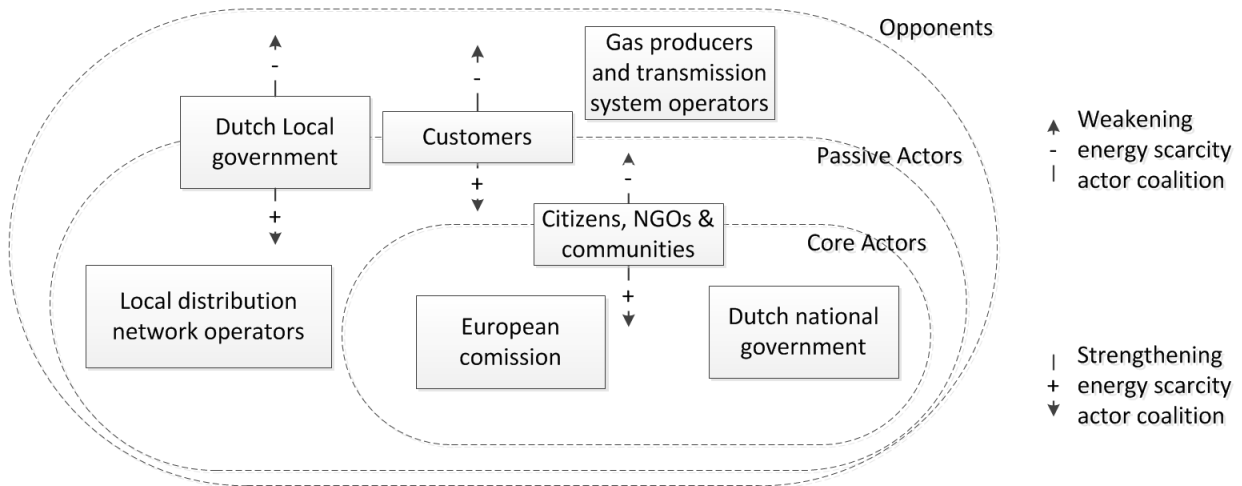 Opponents
Gas producers
and transmission
system operators
-
-
Dutch Local
government
Customers
Passive Actors
+
-
+
Citizens, NGOs &
communities
Core Actors
Local distribution
network operators
+
European
comission
Dutch national
government
Weakening
- energy scarcity
actor coalition
Strengthening
+ energy scarcity
actor coalition